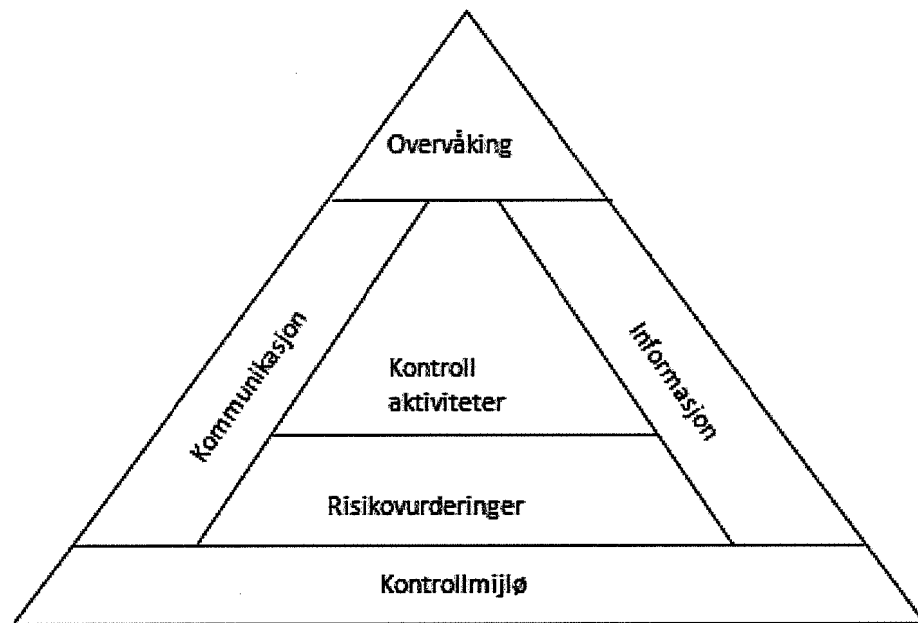 Overvåking
Kommunikasjon
Informasjon
Kontroll
aktiviteter
Risikovurderinger
Kontrollmijlø